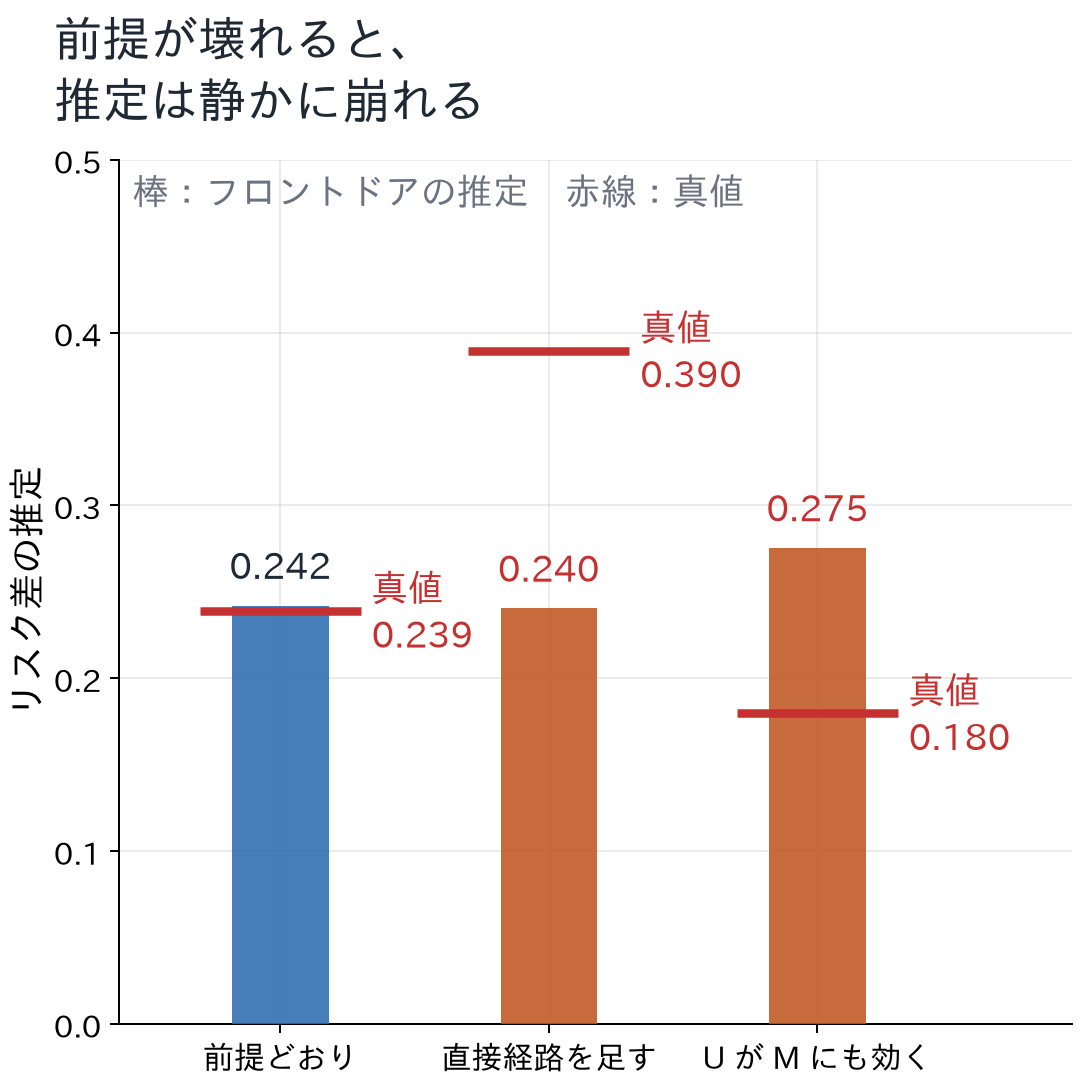 前提が壊れると、
推定は静かに崩れる
棒：フロントドアの推定　赤線：真値
リスク差の推定
0.5
0.4
0.3
0.2
0.1
0.0
0.242
真値
0.239
0.240
真値
0.390
0.275
真値
0.180
前提どおり
直接経路を足す
U が M にも効く